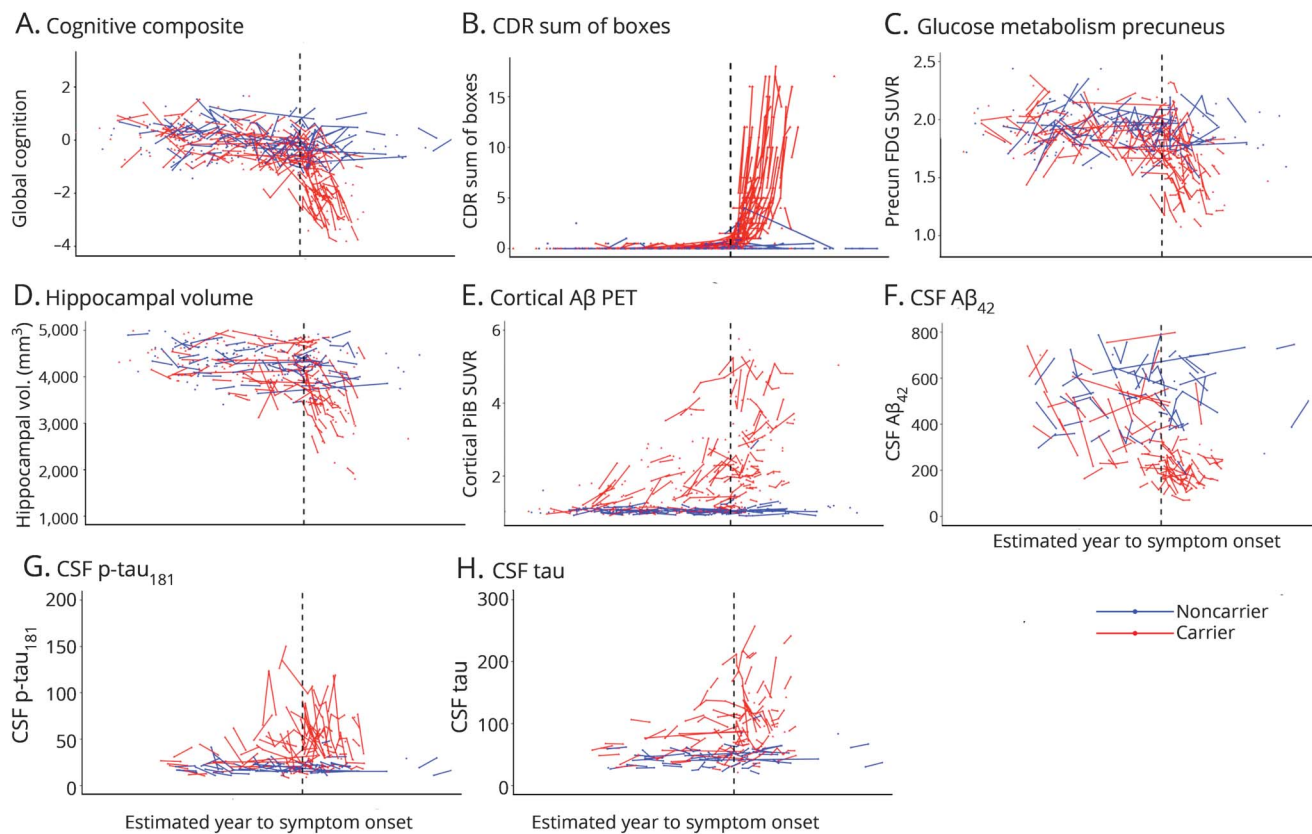 A. Cognitive composite
Global cognition
2
0
−2
−4
B. CDR sum of boxes
CDR sum of boxes
15
10
5
0
C. Glucose metabolism precuneus
Precun FDG SUVR
2.5
2.0
1.5
1.0
D. Hippocampal volume
Hippocampal vol. (mm³)
5,000
4,000
3,000
2,000
1,000
E. Cortical Aβ PET
Cortical PiB SUVR
6
4
2
F. CSF Aβ₄₂
CSF Aβ₄₂
800
600
400
200
0
Estimated year to symptom onset
G. CSF p-tau₁₈₁
CSF p-tau₁₈₁
200
150
100
50
0
Estimated year to symptom onset
H. CSF tau
CSF tau
300
200
100
0
Estimated year to symptom onset
Noncarrier
Carrier